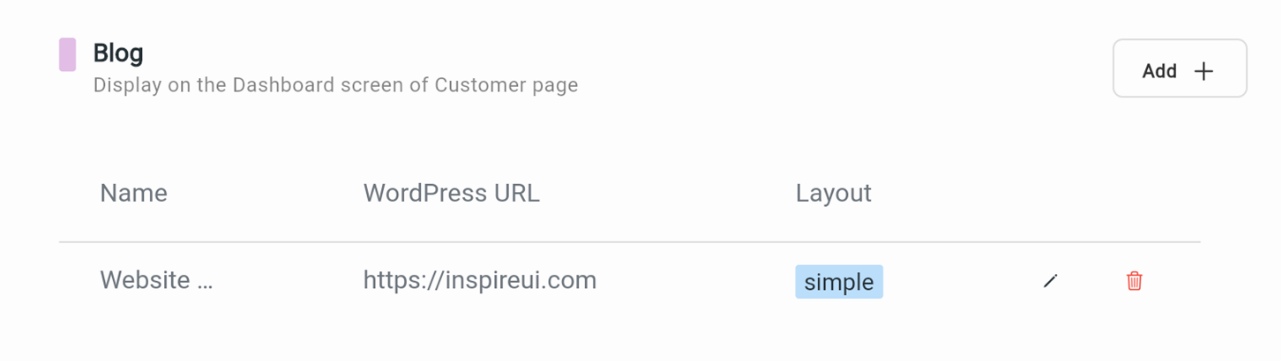 Blog
Display on the Dashboard screen of Customer page
Add
Name WordPress URL Layout
Website ... https://inspireui.com simple